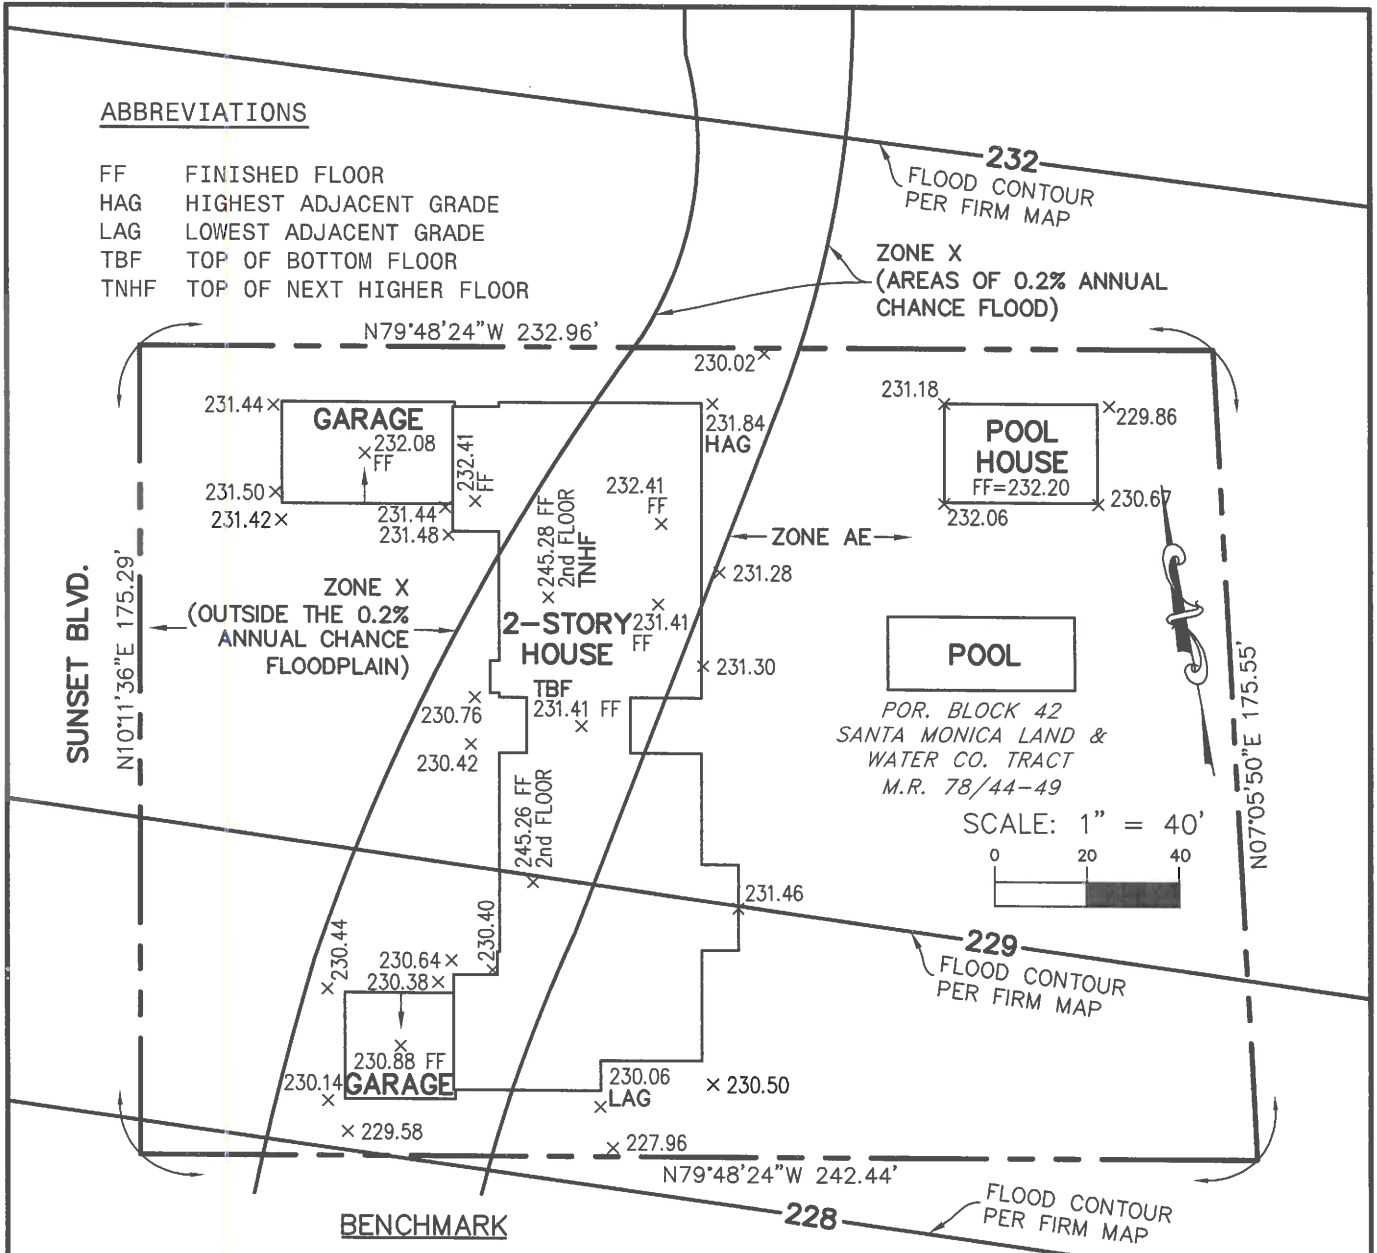 ABBREVIATIONS
FF FINISHED FLOOR
HAG HIGHEST ADJACENT GRADE
LAG LOWEST ADJACENT GRADE
TBF TOP OF BOTTOM FLOOR
TNHF TOP OF NEXT HIGHER FLOOR
232
FLOOD CONTOUR
PER FIRM MAP
ZONE X
(AREAS OF 0.2% ANNUAL
CHANCE FLOOD)
N79°48'24"W 232.96'
230.02
231.44
GARAGE
232.08
FF
232.41
FF
231.84
HAG
231.18
229.86
POOL
HOUSE
FF=232.20
231.50
231.42
231.44
231.48
232.41
FF
232.06
230.67
245.28 FF
2nd FLOOR
TNHF
ZONE AE
231.28
ZONE X
(OUTSIDE THE 0.2%
ANNUAL CHANCE
FLOODPLAIN)
SUNSET BLVD.
N10°11'36"E 175.29'
2-STORY
HOUSE
231.41
FF
231.30
POOL
TBF
231.41 FF
230.76
230.42
POR. BLOCK 42
SANTA MONICA LAND &
WATER CO. TRACT
M.R. 78/44-49
N07°05'50"E 175.55'
SCALE: 1" = 40'
0 20 40
245.26 FF
2nd FLOOR
231.46
229
FLOOD CONTOUR
PER FIRM MAP
230.44
230.64
230.38
230.40
230.88 FF
GARAGE
230.14
230.06
LAG
230.50
229.58
227.96
N79°48'24"W 242.44'
228
FLOOD CONTOUR
PER FIRM MAP
BENCHMARK